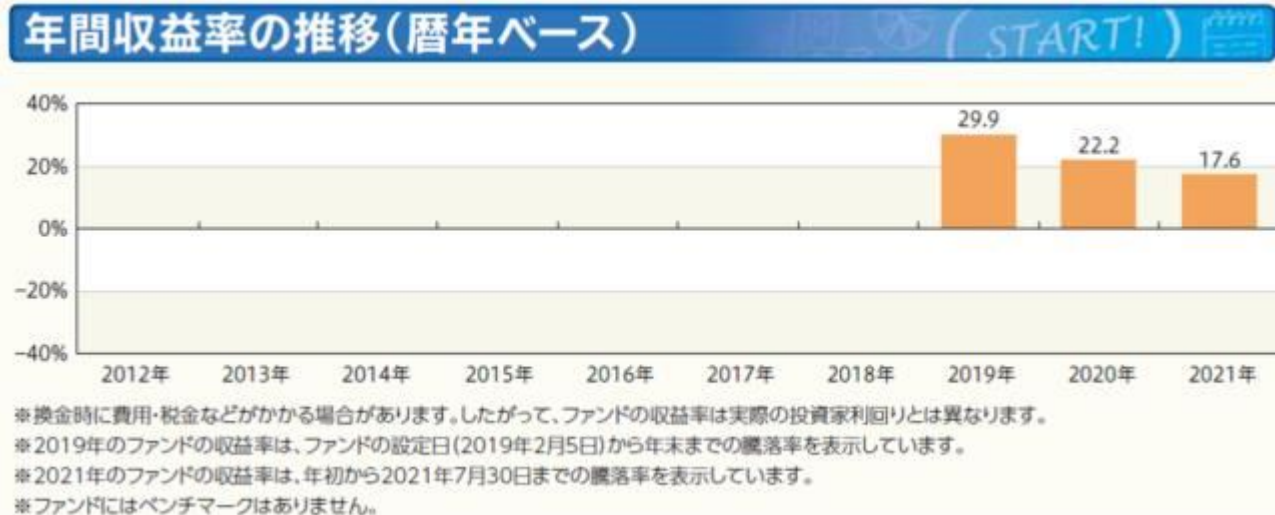 年間収益率の推移(暦年ベース)
( START! )
40%
20%
0%
-20%
-40%
29.9
22.2
17.6
2012年 2013年 2014年 2015年 2016年 2017年 2018年 2019年 2020年 2021年
※換金時に費用・税金などがかかる場合があります。したがって、ファンドの収益率は実際の投資家利回りとは異なります。
※2019年のファンドの収益率は、ファンドの設定日(2019年2月5日)から年末までの騰落率を表示しています。
※2021年のファンドの収益率は、年初から2021年7月30日までの騰落率を表示しています。
※ファンドにはベンチマークはありません。